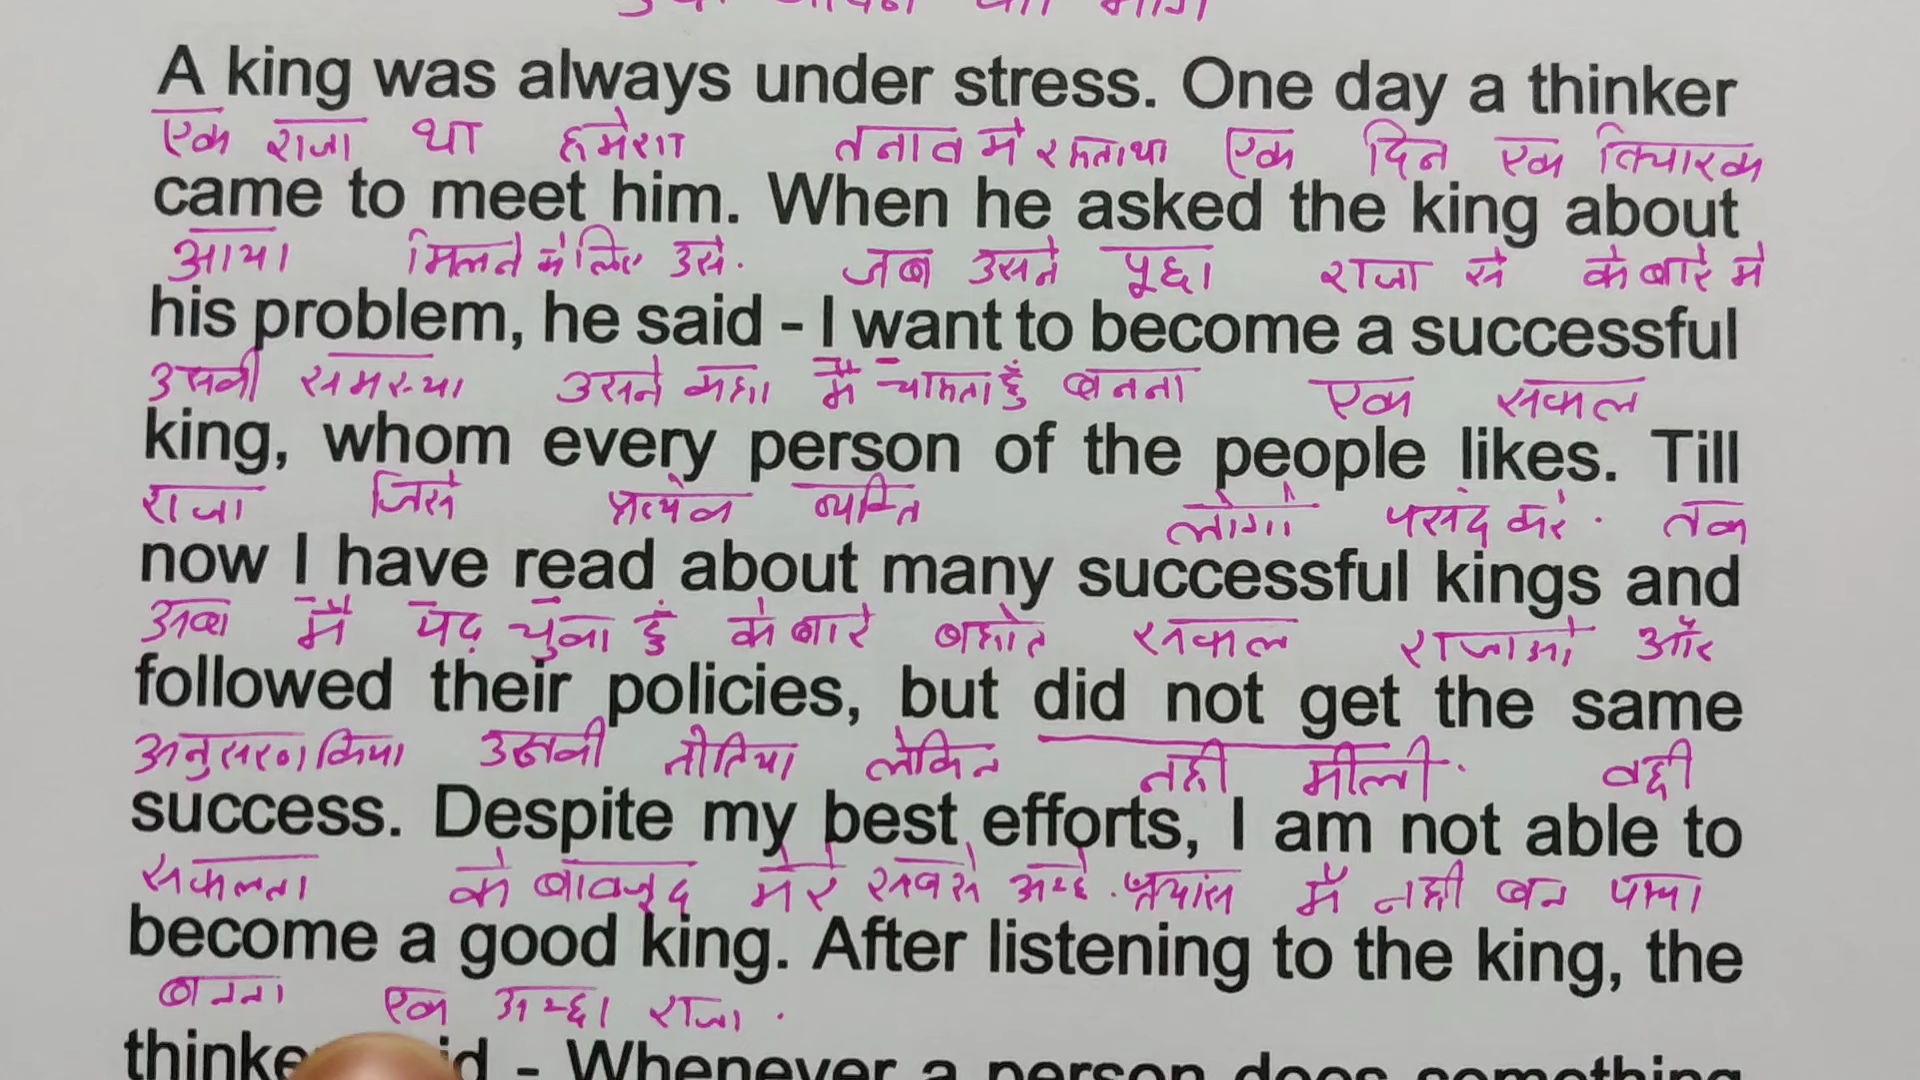 A king was always under stress. One day a thinker
एक राजा था हमेशा तनाव में रहता था एक दिन एक विचारक
came to meet him. When he asked the king about
आया मिलने के लिए उसे. जब उसने पूछा राजा से के बारे मे
his problem, he said - I want to become a successful
उसकी समस्या उसने कहा मैं चाहता हुँ बनना एक सफल
king, whom every person of the people likes. Till
राजा जिसे प्रत्येक व्यक्ति लोगो पसंद करे. तक
now I have read about many successful kings and
अब मैं पढ़ चुका हुं के बारे बहोत सफल राजाओ और
followed their policies, but did not get the same
अनुसरण किया उसकी नीतिया लेकिन नही मीली. वही
success. Despite my best efforts, I am not able to
सफलता के बावजूद मेरे सबसे अच्छे प्रयास मैं नही बन पाया
become a good king. After listening to the king, the
बनना एक अच्छा राजा.
- Whenever a person does something